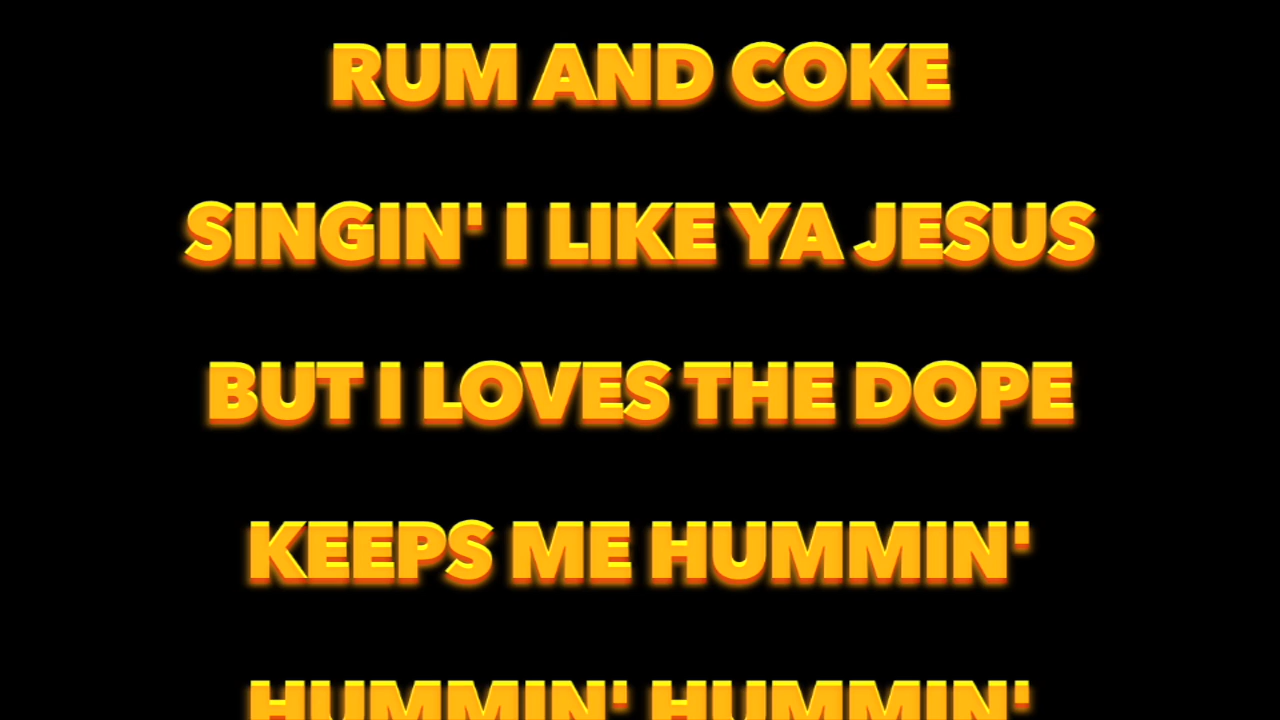 RUM AND COKE
SINGIN' I LIKE YA JESUS
BUT I LOVES THE DOPE
KEEPS ME HUMMIN'
HUMMIN' HUMMIN'